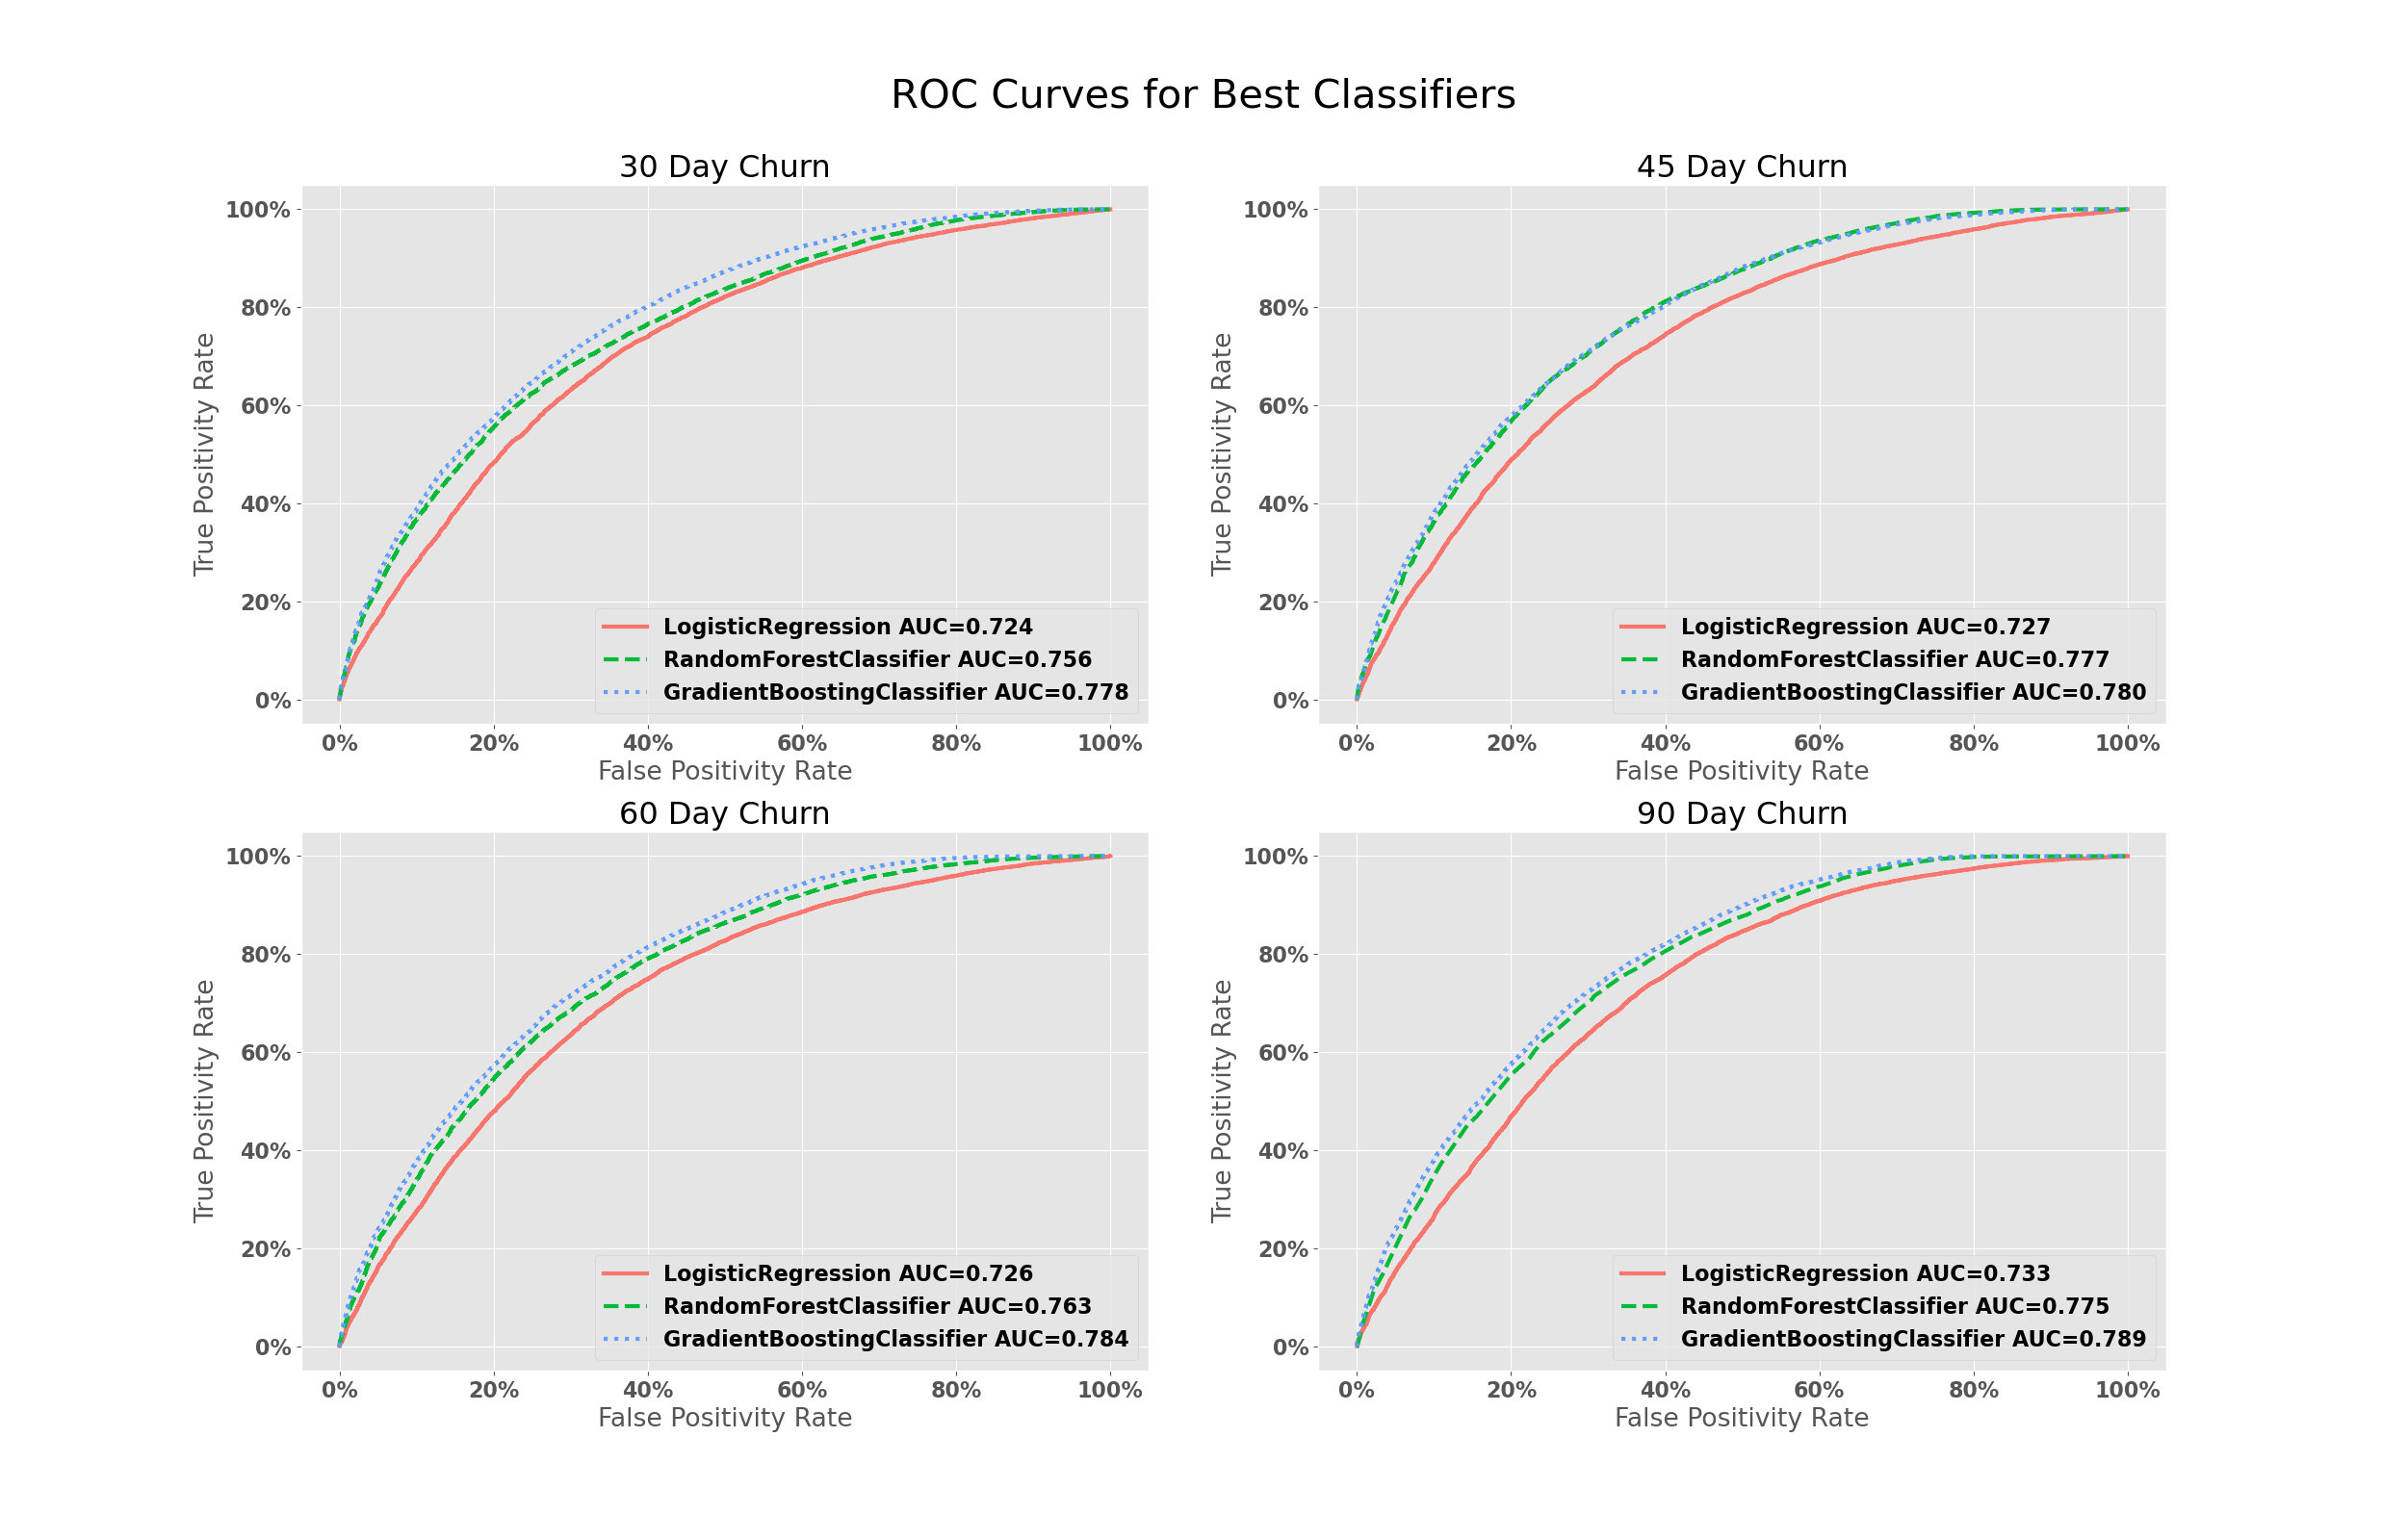 ROC Curves for Best Classifiers
30 Day Churn
100%
80%
60%
40%
20%
0%
True Positivity Rate
LogisticRegression AUC=0.724
RandomForestClassifier AUC=0.756
GradientBoostingClassifier AUC=0.778
0% 20% 40% 60% 80% 100%
False Positivity Rate
45 Day Churn
100%
80%
60%
40%
20%
0%
True Positivity Rate
LogisticRegression AUC=0.727
RandomForestClassifier AUC=0.777
GradientBoostingClassifier AUC=0.780
0% 20% 40% 60% 80% 100%
False Positivity Rate
60 Day Churn
100%
80%
60%
40%
20%
0%
True Positivity Rate
LogisticRegression AUC=0.726
RandomForestClassifier AUC=0.763
GradientBoostingClassifier AUC=0.784
0% 20% 40% 60% 80% 100%
False Positivity Rate
90 Day Churn
100%
80%
60%
40%
20%
0%
True Positivity Rate
LogisticRegression AUC=0.733
RandomForestClassifier AUC=0.775
GradientBoostingClassifier AUC=0.789
0% 20% 40% 60% 80% 100%
False Positivity Rate